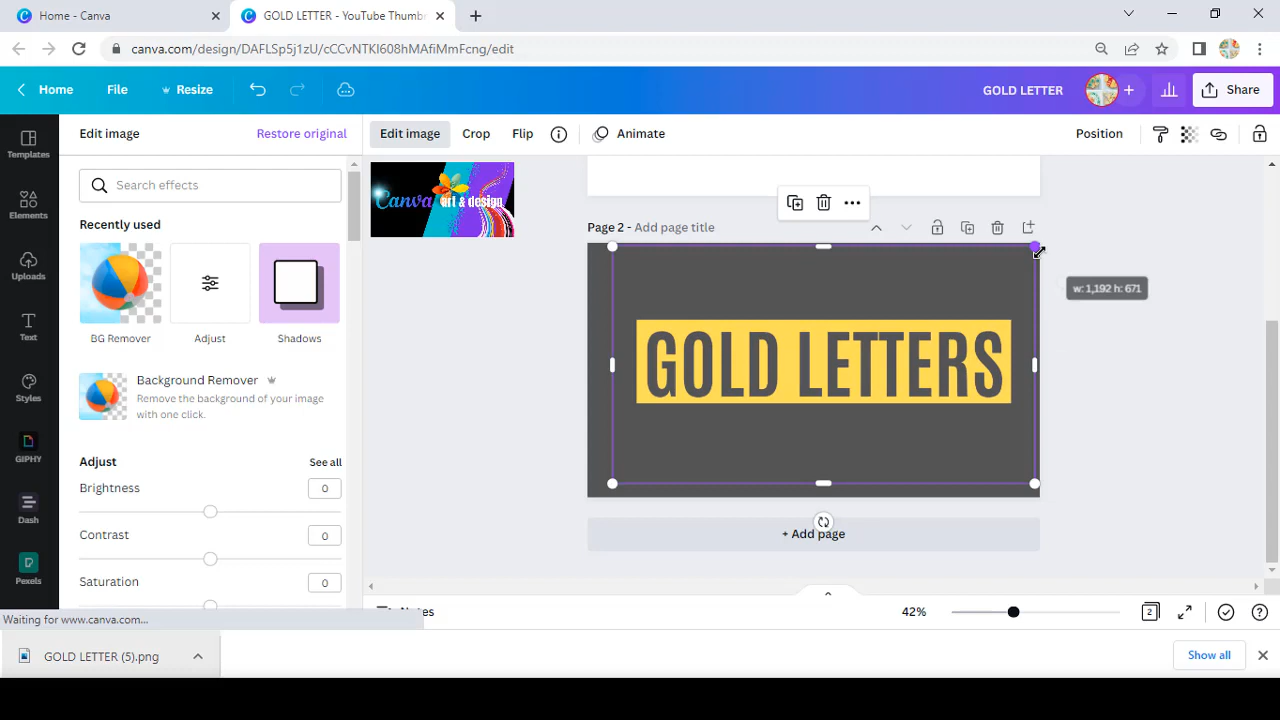 Home - Canva
GOLD LETTER - YouTube Thumbn
canva.com/design/DAFLSp5j1zU/cCCvNTKl608hMAfiMmFcng/edit
Home
File
Resize
GOLD LETTER
Share
Templates
Elements
Uploads
Text
Styles
GIPHY
Dash
Pexels
Edit image
Restore original
Search effects
Recently used
BG Remover
Adjust
Shadows
Background Remover
Remove the background of your image
with one click.
Adjust
See all
Brightness
0
Contrast
0
Saturation
0
Edit image
Crop
Flip
Animate
Position
Canva art & design
Page 2 - Add page title
w: 1,192 h: 671
GOLD LETTERS
+ Add page
Notes
42%
2
Waiting for www.canva.com...
GOLD LETTER (5).png
Show all